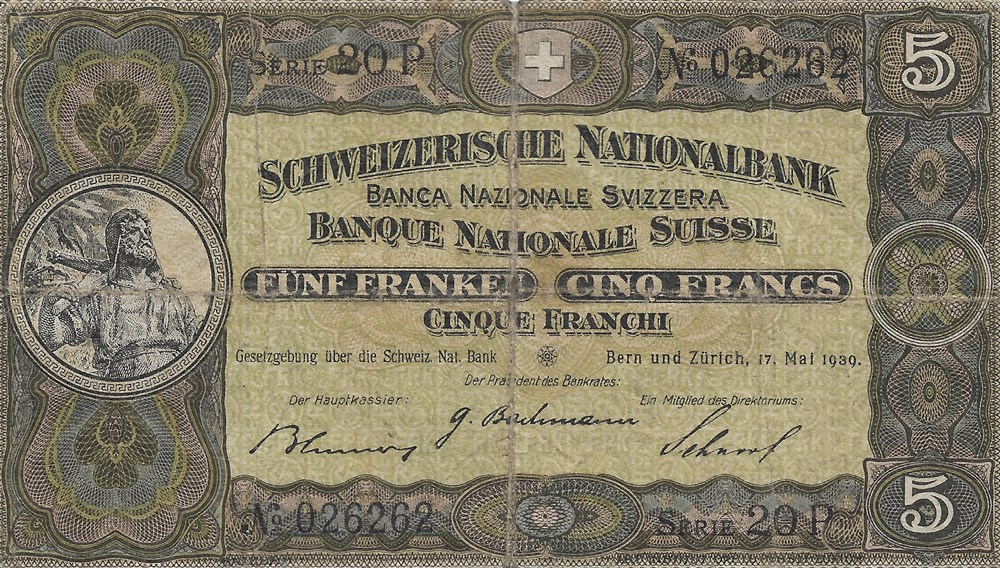 SERIE 20 P
No 026262
5
SCHWEIZERISCHE NATIONALBANK
BANCA NAZIONALE SVIZZERA
BANQUE NATIONALE SUISSE
FÜNF FRANKEN CINQ FRANCS
CINQUE FRANCHI
Gesetzgebung über die Schweiz. Nat. Bank
Bern und Zürich, 17. Mai 1939.
Der Präsident des Bankrates:
Der Hauptkassier:
Ein Mitglied des Direktoriums:
G. Bachmann
Blumer
Schnorf
No 026262
SERIE 20 P
5